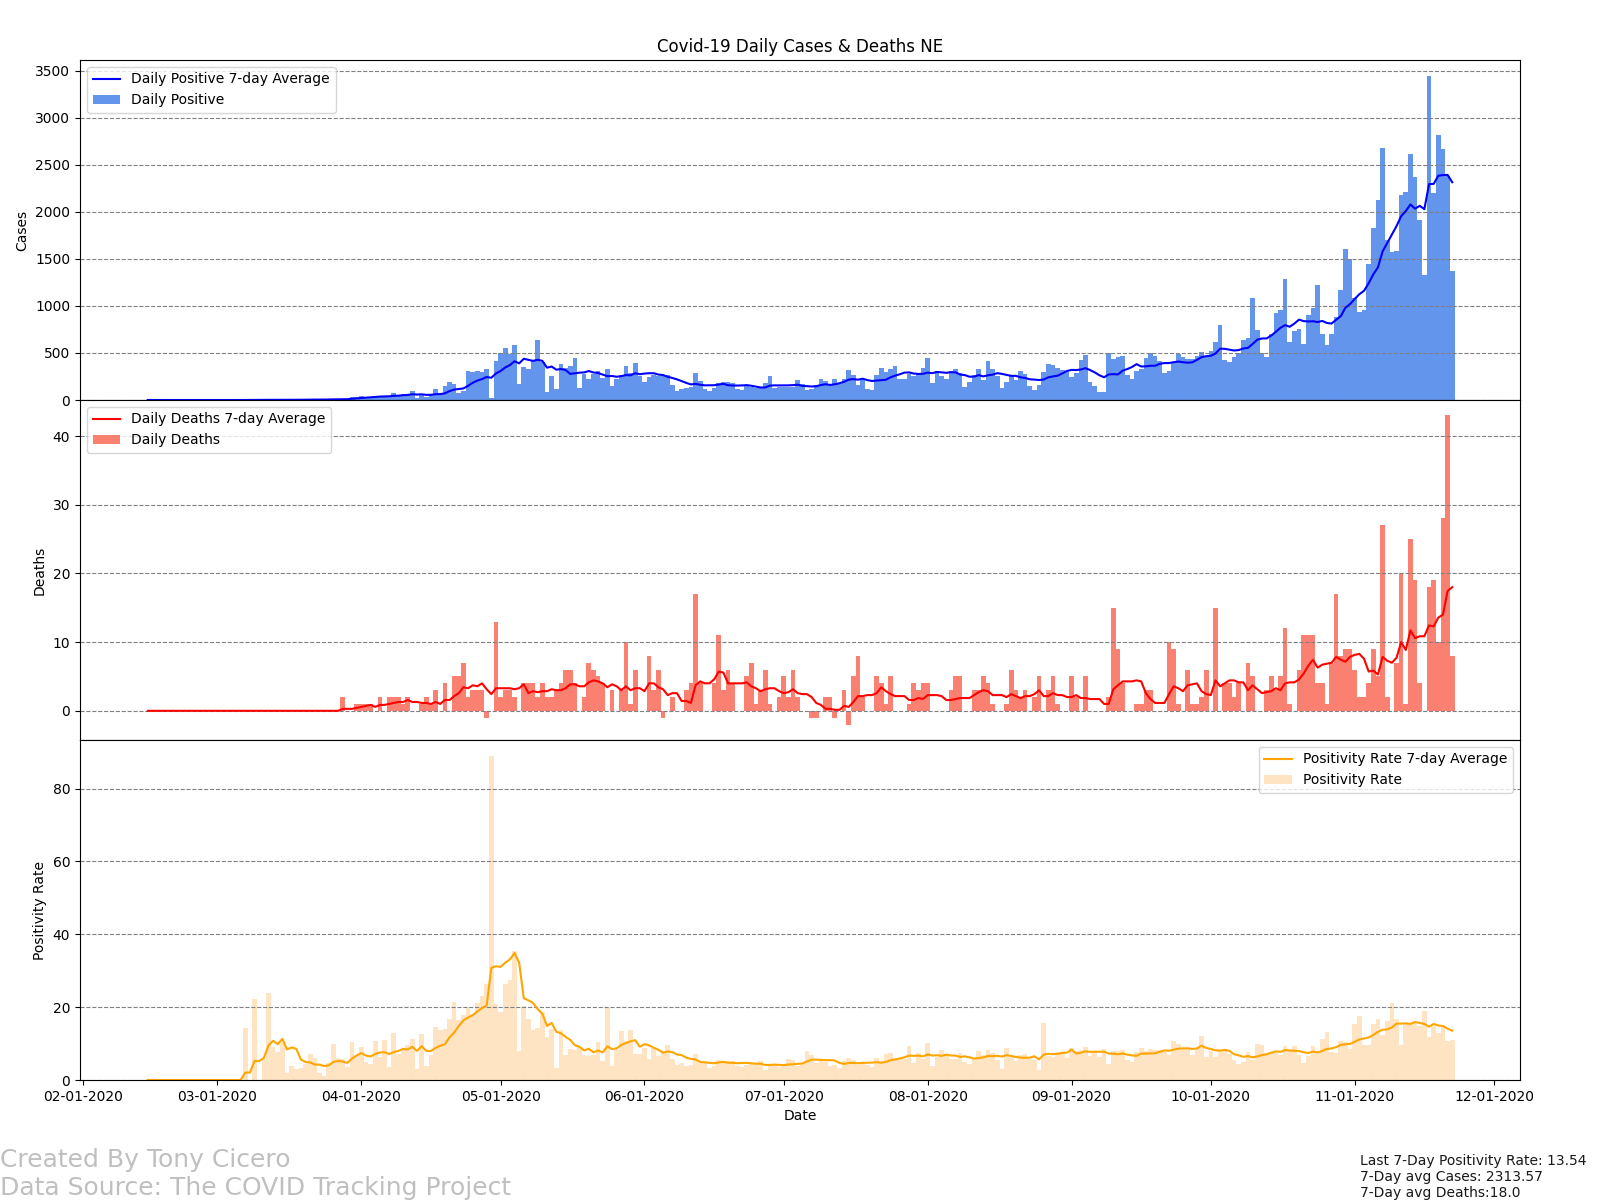 Covid-19 Daily Cases & Deaths NE
Daily Positive 7-day Average
Daily Positive
3500
3000
2500
2000
1500
1000
500
0
Cases
Daily Deaths 7-day Average
Daily Deaths
40
30
20
10
0
Deaths
Positivity Rate 7-day Average
Positivity Rate
80
60
40
20
0
Positivity Rate
02-01-2020 03-01-2020 04-01-2020 05-01-2020 06-01-2020 07-01-2020 08-01-2020 09-01-2020 10-01-2020 11-01-2020 12-01-2020
Date
Created By Tony Cicero
Data Source: The COVID Tracking Project
Last 7-Day Positivity Rate: 13.54
7-Day avg Cases: 2313.57
7-Day avg Deaths:18.0